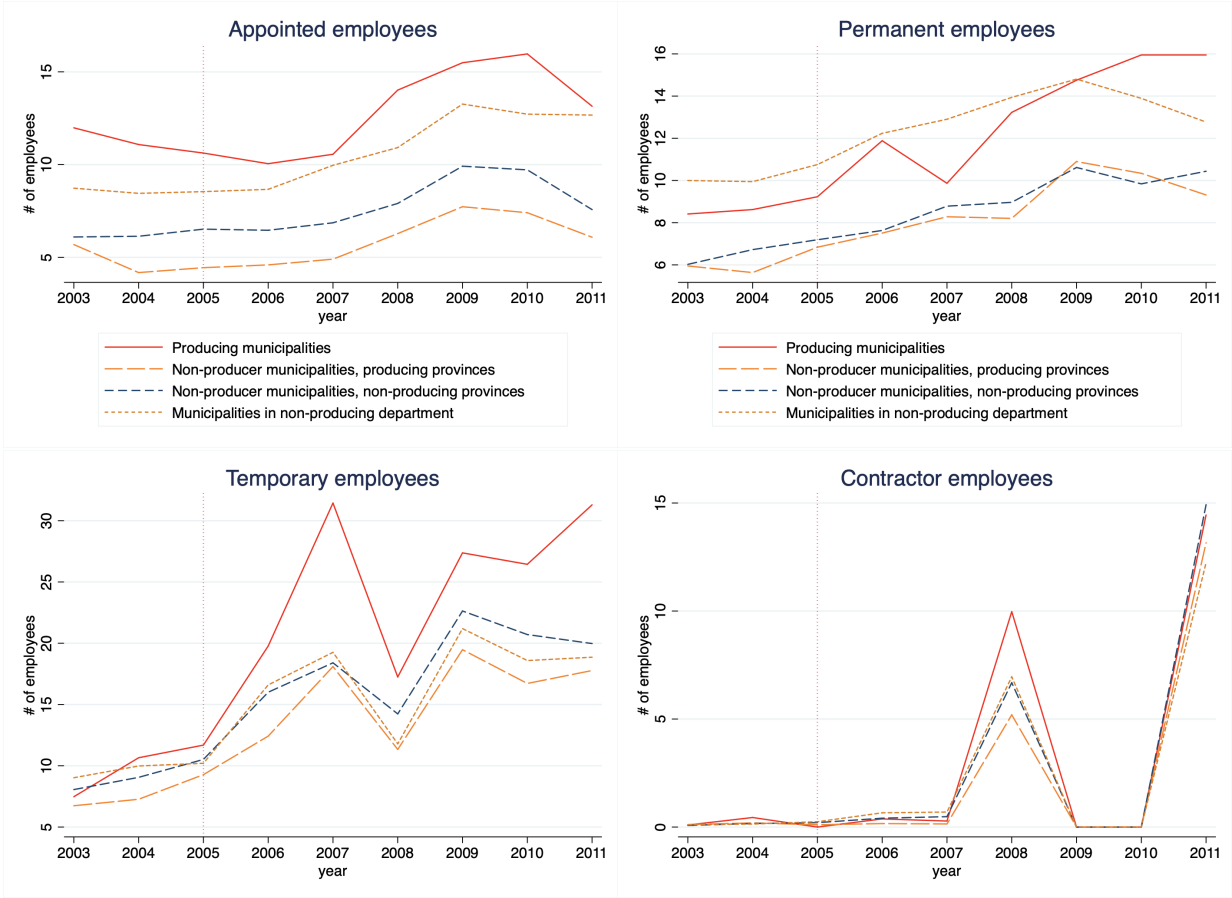 Appointed employees
# of employees
15
10
5
2003 2004 2005 2006 2007 2008 2009 2010 2011
year
Producing municipalities
Non-producer municipalities, producing provinces
Non-producer municipalities, non-producing provinces
Municipalities in non-producing department
Permanent employees
# of employees
16
14
12
10
8
6
2003 2004 2005 2006 2007 2008 2009 2010 2011
year
Producing municipalities
Non-producer municipalities, producing provinces
Non-producer municipalities, non-producing provinces
Municipalities in non-producing department
Temporary employees
# of employees
30
25
20
15
10
5
2003 2004 2005 2006 2007 2008 2009 2010 2011
year
Contractor employees
# of employees
15
10
5
0
2003 2004 2005 2006 2007 2008 2009 2010 2011
year